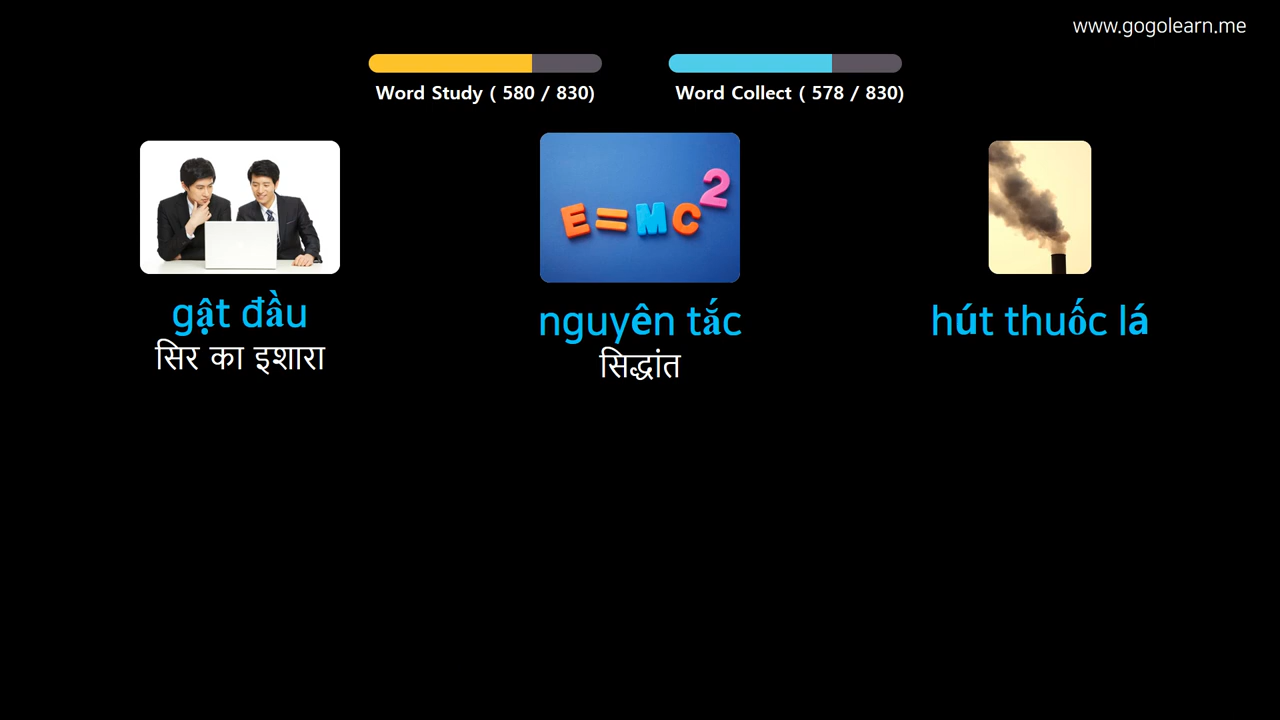 www.gogolearn.me
Word Study ( 580 / 830)
Word Collect ( 578 / 830)
E=MC2
gật đầu
सिर का इशारा
nguyên tắc
सिद्धांत
hút thuốc lá